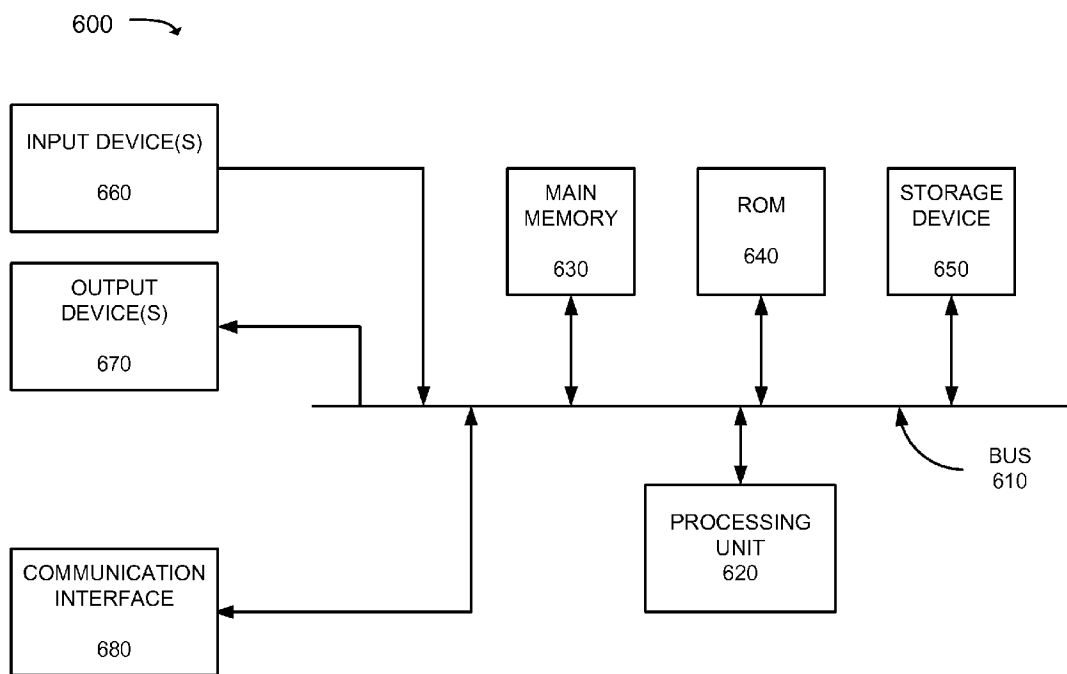 600
INPUT DEVICE(S)
660
OUTPUT
DEVICE(S)
670
MAIN
MEMORY
630
ROM
640
STORAGE
DEVICE
650
BUS
610
PROCESSING
UNIT
620
COMMUNICATION
INTERFACE
680